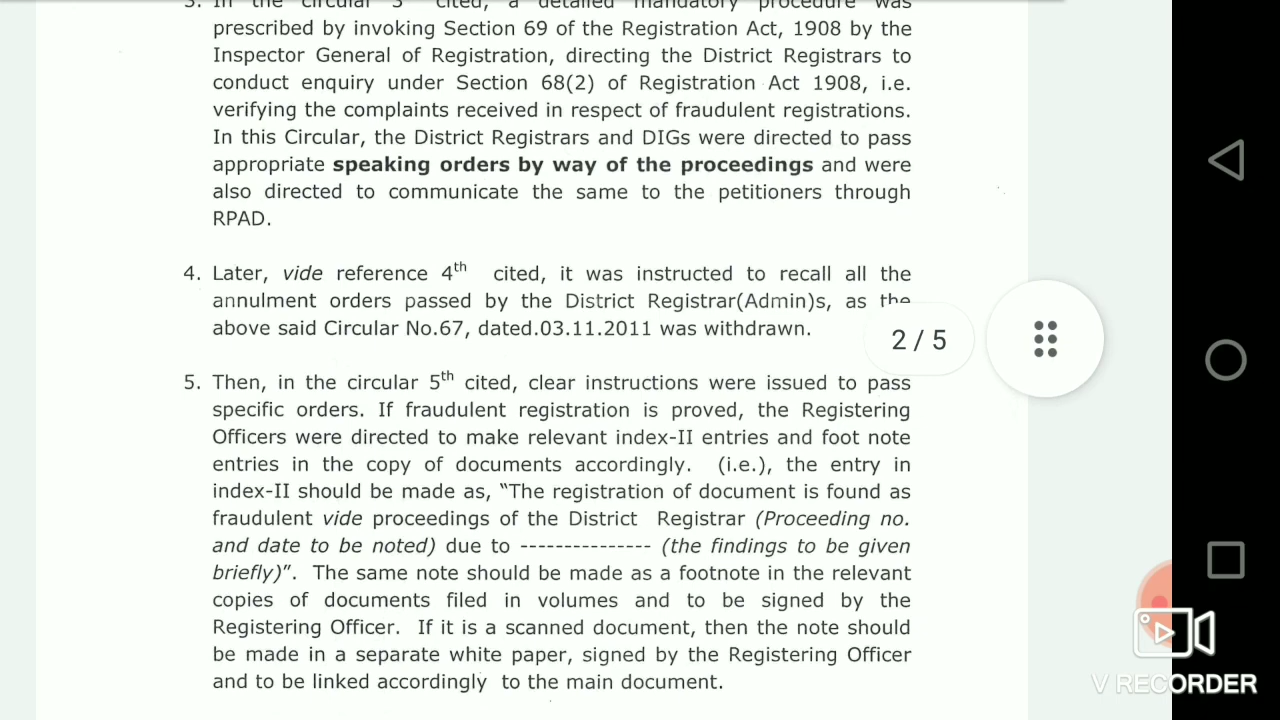 3. In the circular 3 cited, a detailed mandatory procedure was
prescribed by invoking Section 69 of the Registration Act, 1908 by the
Inspector General of Registration, directing the District Registrars to
conduct enquiry under Section 68(2) of Registration Act 1908, i.e.
verifying the complaints received in respect of fraudulent registrations.
In this Circular, the District Registrars and DIGs were directed to pass
appropriate speaking orders by way of the proceedings and were
also directed to communicate the same to the petitioners through
RPAD.
4. Later, vide reference 4th cited, it was instructed to recall all the
annulment orders passed by the District Registrar(Admin)s, as the
above said Circular No.67, dated.03.11.2011 was withdrawn.
2 / 5
5. Then, in the circular 5th cited, clear instructions were issued to pass
specific orders. If fraudulent registration is proved, the Registering
Officers were directed to make relevant index-II entries and foot note
entries in the copy of documents accordingly. (i.e.), the entry in
index-II should be made as, “The registration of document is found as
fraudulent vide proceedings of the District Registrar (Proceeding no.
and date to be noted) due to --------------- (the findings to be given
briefly)”. The same note should be made as a footnote in the relevant
copies of documents filed in volumes and to be signed by the
Registering Officer. If it is a scanned document, then the note should
be made in a separate white paper, signed by the Registering Officer
and to be linked accordingly to the main document.
V RECORDER